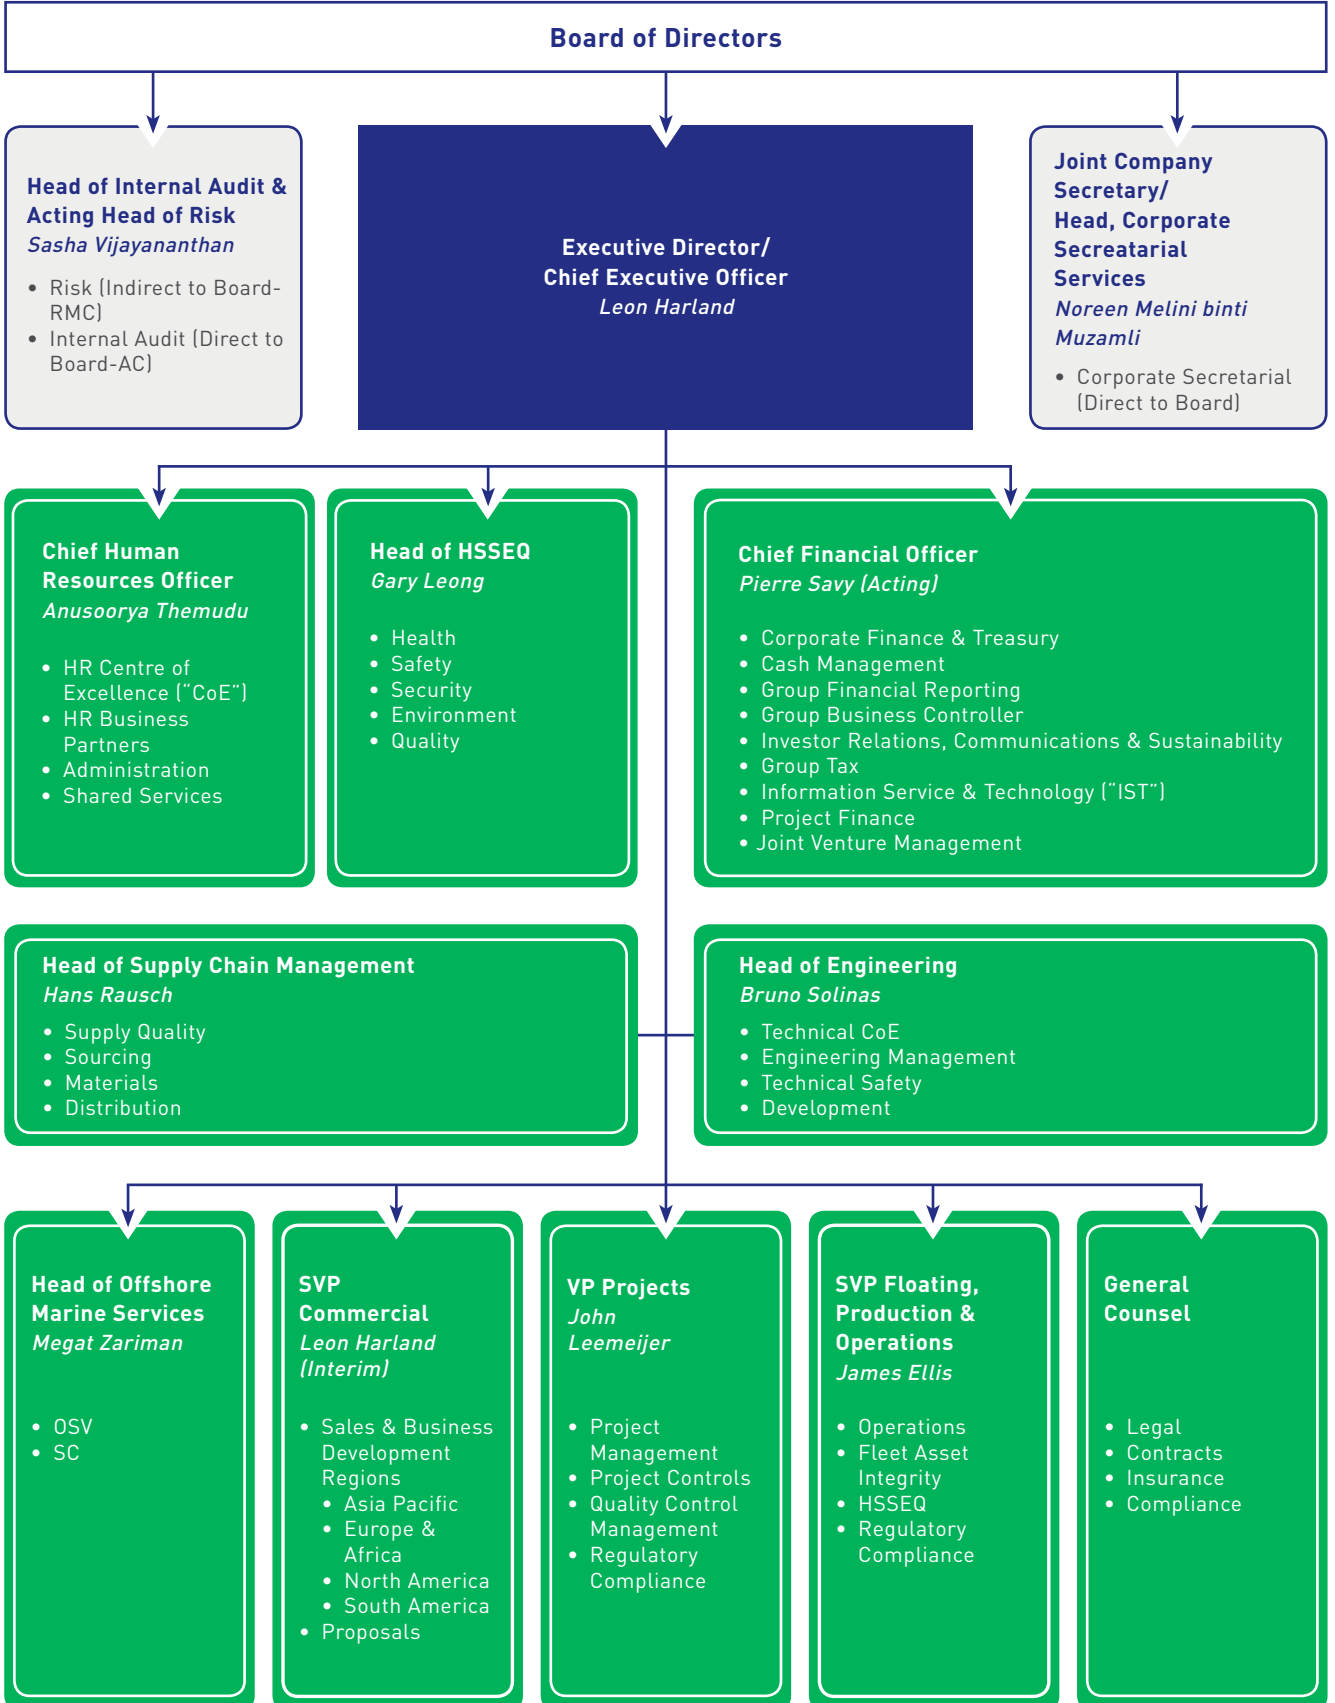 Board of Directors
Head of Internal Audit &
Acting Head of Risk
Sasha Vijayananthan
• Risk (Indirect to Board-
RMC)
• Internal Audit (Direct to
Board-AC)
Executive Director/
Chief Executive Officer
Leon Harland
Joint Company
Secretary/
Head, Corporate
Secreatarial
Services
Noreen Melini binti
Muzamli
• Corporate Secretarial
(Direct to Board)
Chief Human
Resources Officer
Anusoorya Themudu
• HR Centre of
Excellence (“CoE”)
• HR Business
Partners
• Administration
• Shared Services
Head of HSSEQ
Gary Leong
• Health
• Safety
• Security
• Environment
• Quality
Chief Financial Officer
Pierre Savy (Acting)
• Corporate Finance & Treasury
• Cash Management
• Group Financial Reporting
• Group Business Controller
• Investor Relations, Communications & Sustainability
• Group Tax
• Information Service & Technology (“IST”)
• Project Finance
• Joint Venture Management
Head of Supply Chain Management
Hans Rausch
• Supply Quality
• Sourcing
• Materials
• Distribution
Head of Engineering
Bruno Solinas
• Technical CoE
• Engineering Management
• Technical Safety
• Development
Head of Offshore
Marine Services
Megat Zariman
• OSV
• SC
SVP
Commercial
Leon Harland
(Interim)
• Sales & Business
Development
Regions
• Asia Pacific
• Europe &
Africa
• North America
• South America
• Proposals
VP Projects
John
Leemeijer
• Project
Management
• Project Controls
• Quality Control
Management
• Regulatory
Compliance
SVP Floating,
Production &
Operations
James Ellis
• Operations
• Fleet Asset
Integrity
• HSSEQ
• Regulatory
Compliance
General
Counsel
• Legal
• Contracts
• Insurance
• Compliance